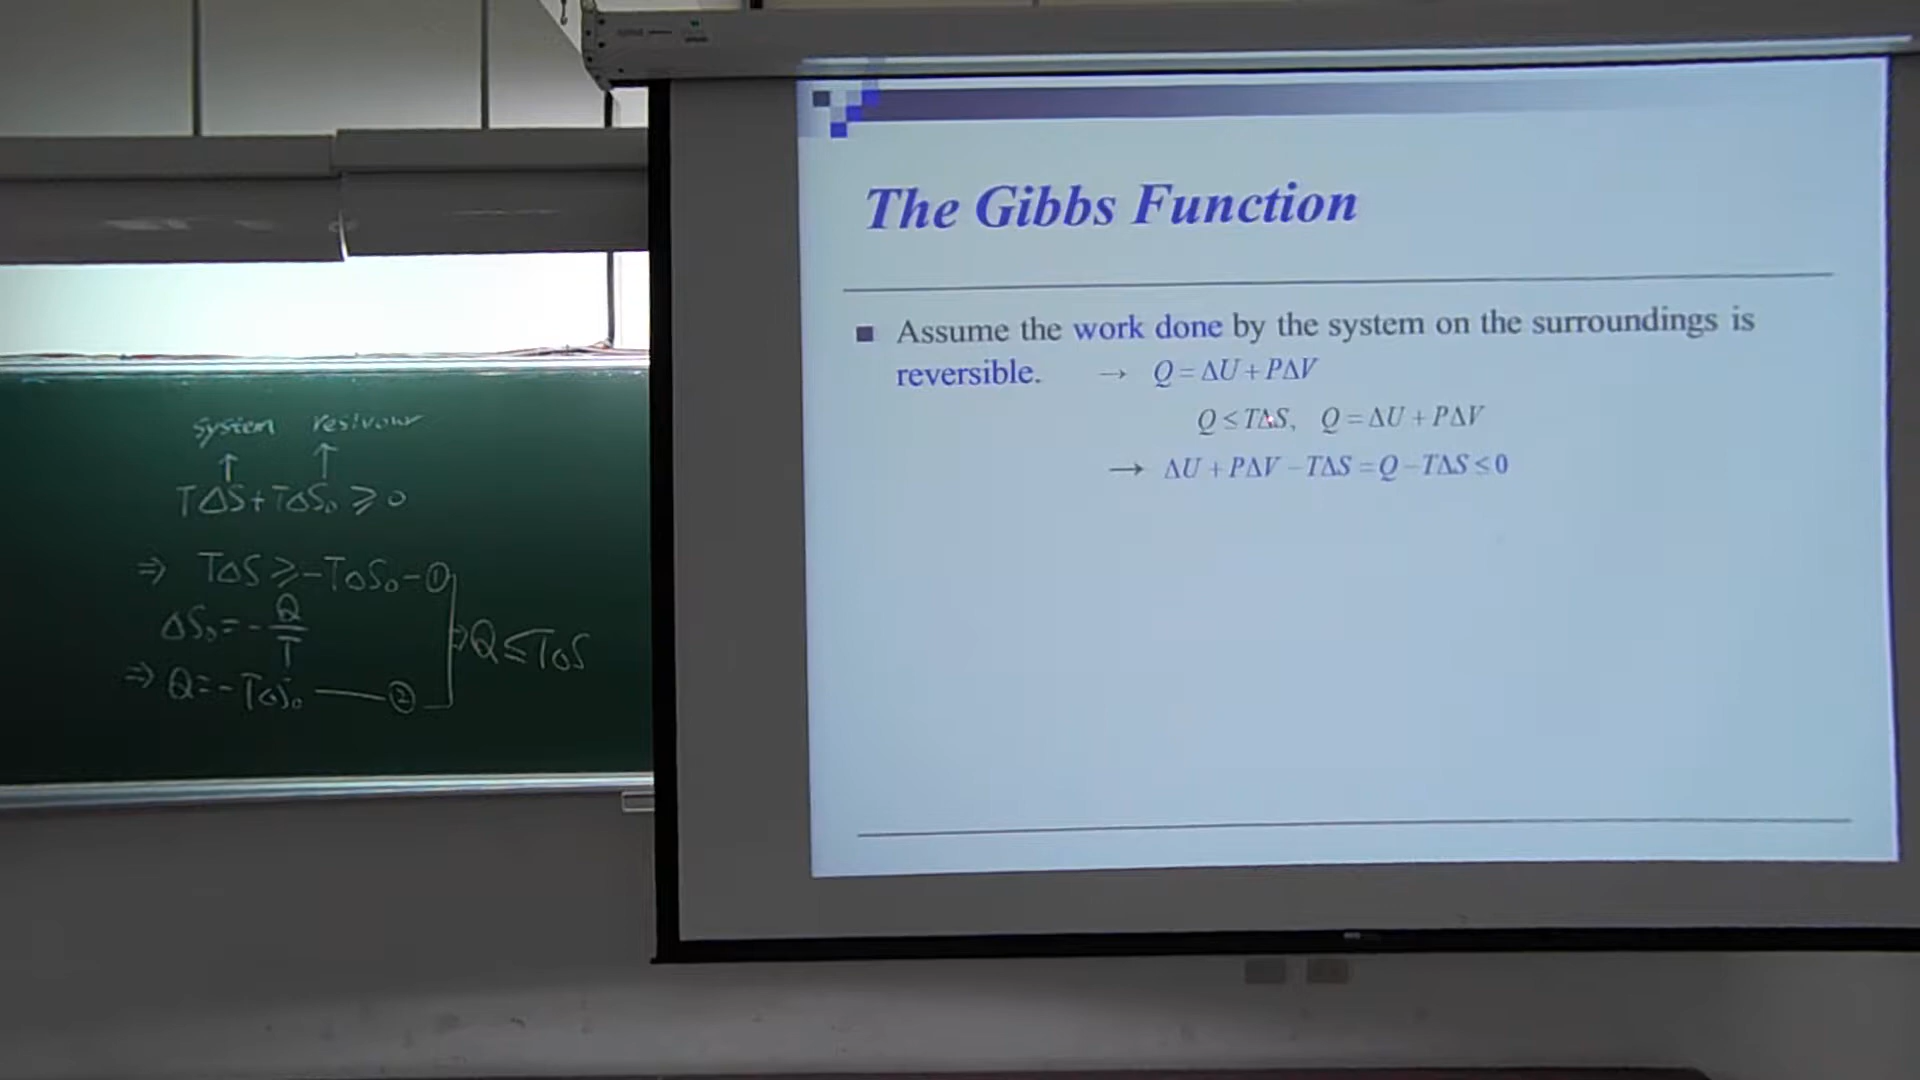 system resivour
↑ ↑
TΔS+TΔS₀ ⩾ 0
⇒ TΔS ⩾ -TΔS₀ - ①
ΔS₀ = - Q/T
⇒ Q = -TΔS₀ —— ②
⇒ Q ≤ TΔS
The Gibbs Function
■ Assume the work done by the system on the surroundings is
reversible. → Q = ΔU + PΔV
Q ≤ TΔS, Q = ΔU + PΔV
→ ΔU + PΔV − TΔS = Q − TΔS ≤ 0